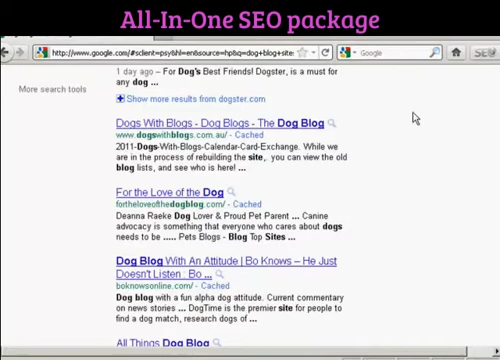 All-In-One SEO package
http://www.google.com/#sclient=psy&hl=en&source=hp&q=dog+blog+site
Google
SEO
1 day ago – For Dog's Best Friends! Dogster, is a must for
any dog ...
More search tools
Show more results from dogster.com
Dogs With Blogs - Dog Blogs - The Dog Blog
www.dogswithblogs.com.au/ - Cached
2011-Dogs-With-Blogs-Calendar-Card-Exchange. While we
are in the process of rebuilding the site, you can view the old
blog lists, and see who is here! ...
For the Love of the Dog
fortheloveofthedogblog.com/ - Cached
Deanna Raeke Dog Lover & Proud Pet Parent ... Canine
advocacy is something that everyone who cares about dogs
needs to be ..... Pets Blogs - Blog Top Sites ...
Dog Blog With An Attitude | Bo Knows – He Just
Doesn't Listen : Bo ...
boknowsonline.com/ - Cached
Dog blog with a fun alpha dog attitude. Current commentary
on news stories ... DogTime is the premier site for people to
find a dog match, research dogs of ...
All Things Dog Blog